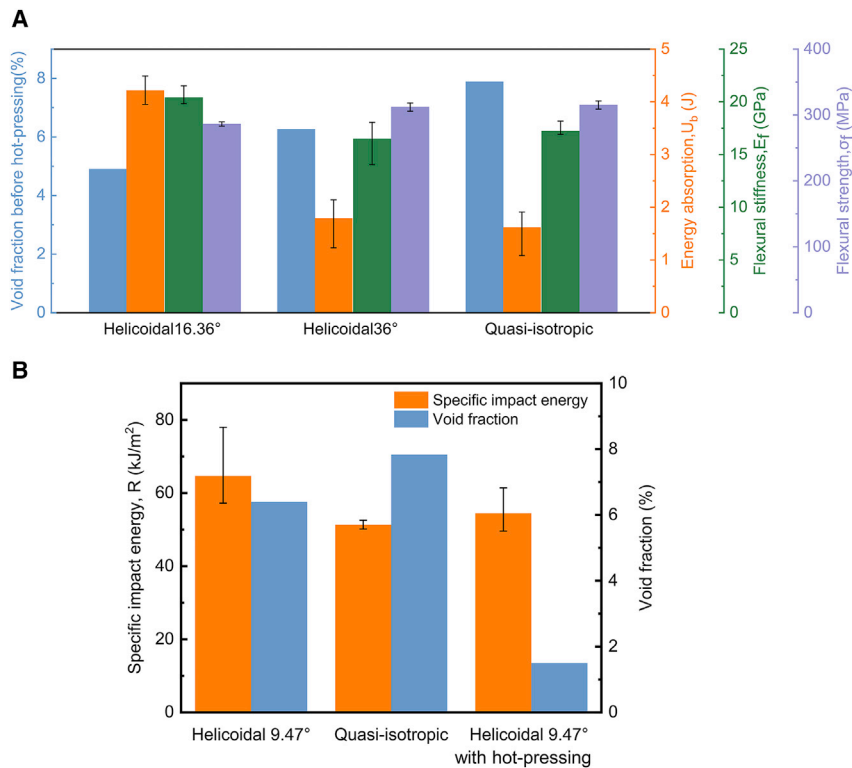 A
Void fraction before hot-pressing(%)
8
6
4
2
0
Helicoidal16.36°
Helicoidal36°
Quasi-isotropic
5
4
3
2
1
0
Energy absorption,U_b (J)
25
20
15
10
5
0
Flexural stiffness,E_f (GPa)
400
300
200
100
0
Flexural strength,σ_f (MPa)
B
Specific impact energy, R (kJ/m²)
80
60
40
20
0
Specific impact energy
Void fraction
10
8
6
4
2
0
Void fraction (%)
Helicoidal 9.47°
Quasi-isotropic
Helicoidal 9.47°
with hot-pressing